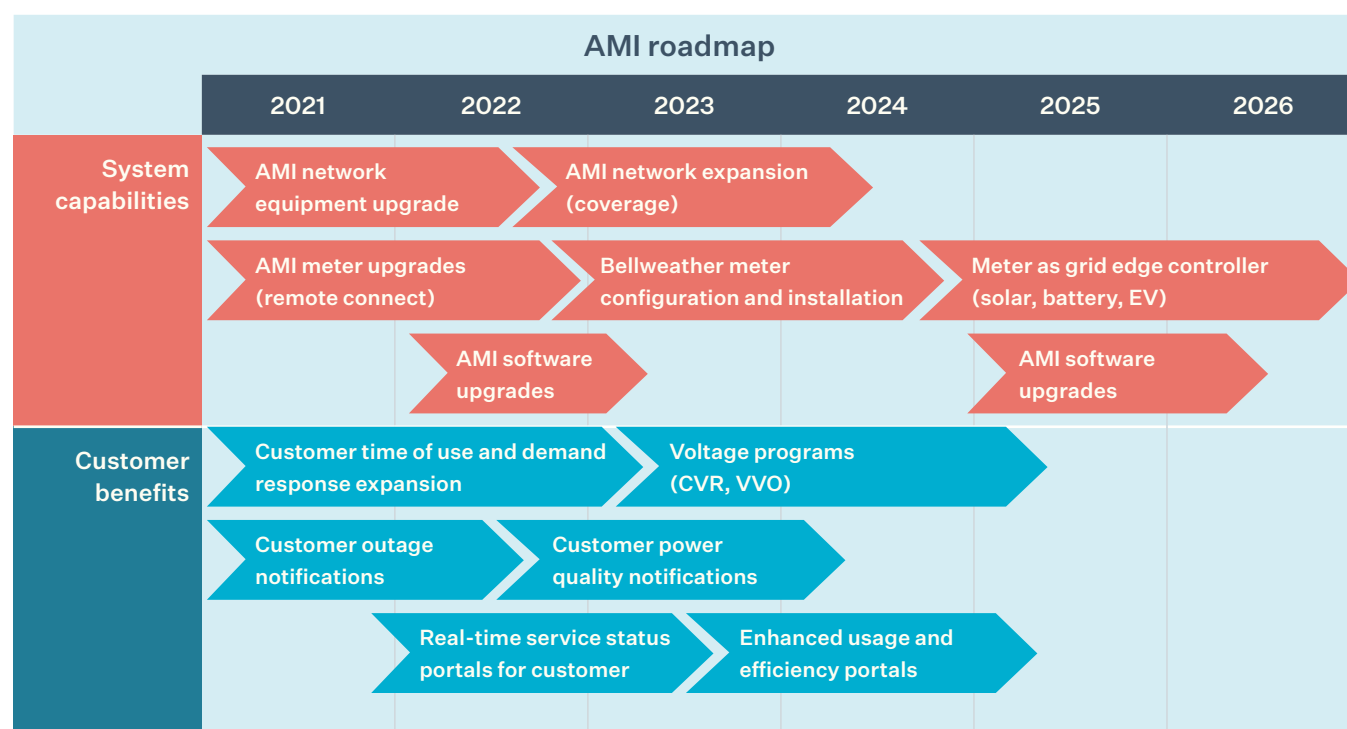 AMI roadmap
2021 2022 2023 2024 2025 2026
System
capabilities
AMI network
equipment upgrade
AMI network expansion
(coverage)
AMI meter upgrades
(remote connect)
Bellweather meter
configuration and installation
Meter as grid edge controller
(solar, battery, EV)
AMI software
upgrades
AMI software
upgrades
Customer
benefits
Customer time of use and demand
response expansion
Voltage programs
(CVR, VVO)
Customer outage
notifications
Customer power
quality notifications
Real-time service status
portals for customer
Enhanced usage and
efficiency portals